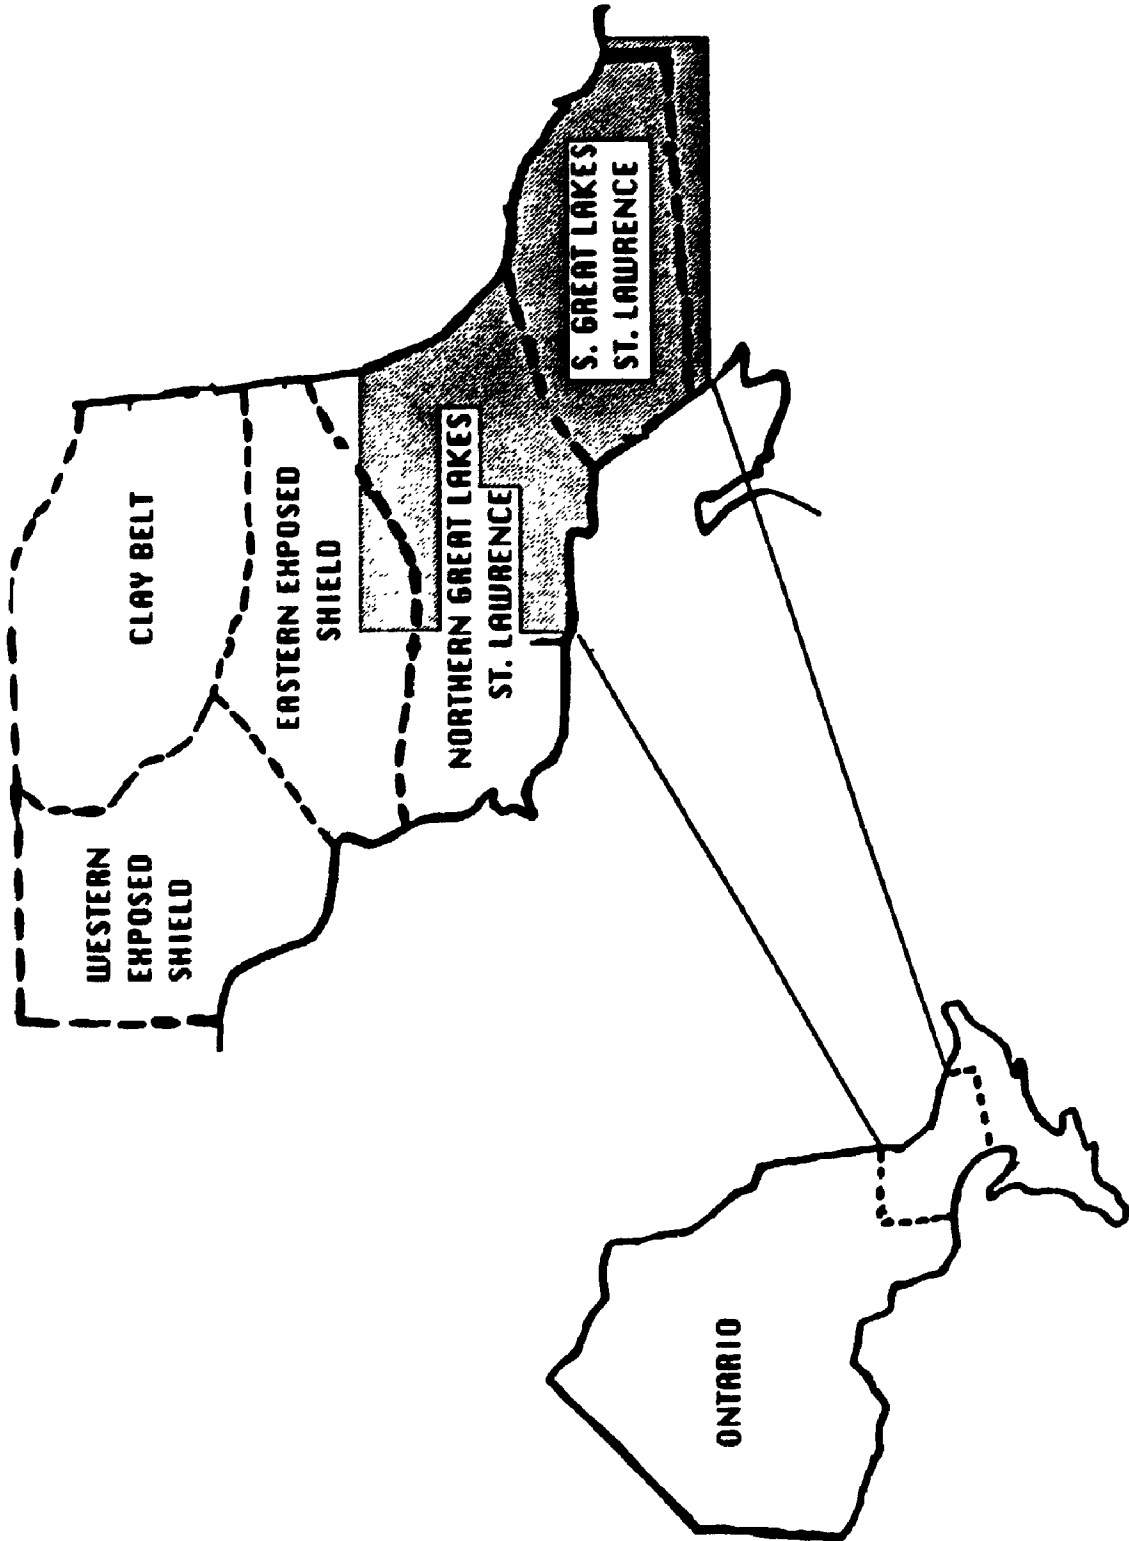 CLAY BELT
WESTERN
EXPOSED
SHIELD
EASTERN EXPOSED
SHIELD
NORTHERN GREAT LAKES
ST. LAWRENCE
S. GREAT LAKES
ST. LAWRENCE
ONTARIO